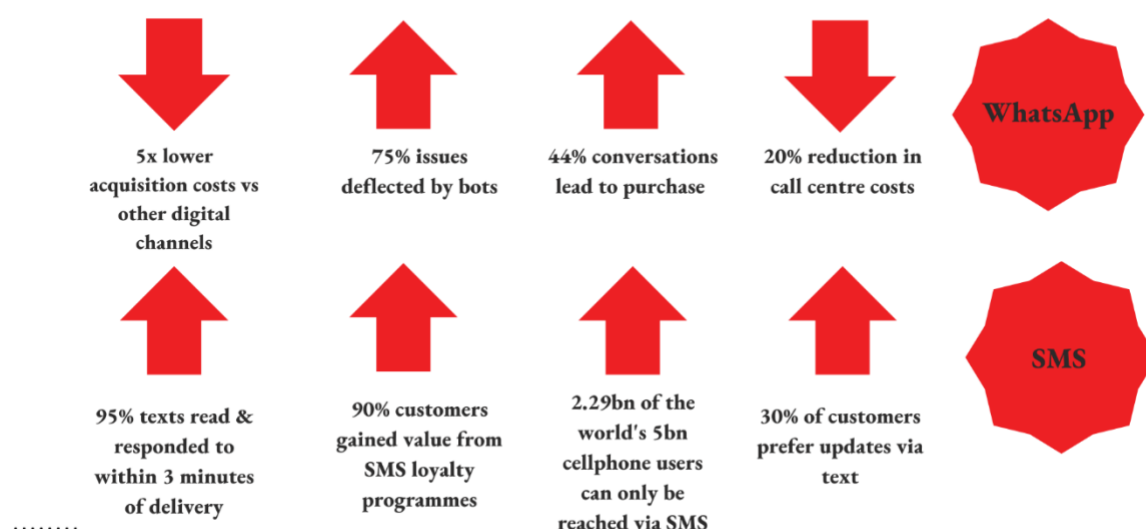 5x lower
acquisition costs vs
other digital
channels
75% issues
deflected by bots
44% conversations
lead to purchase
20% reduction in
call centre costs
WhatsApp
95% texts read &
responded to
within 3 minutes
of delivery
90% customers
gained value from
SMS loyalty
programmes
2.29bn of the
world's 5bn
cellphone users
can only be
reached via SMS
30% of customers
prefer updates via
text
SMS
........